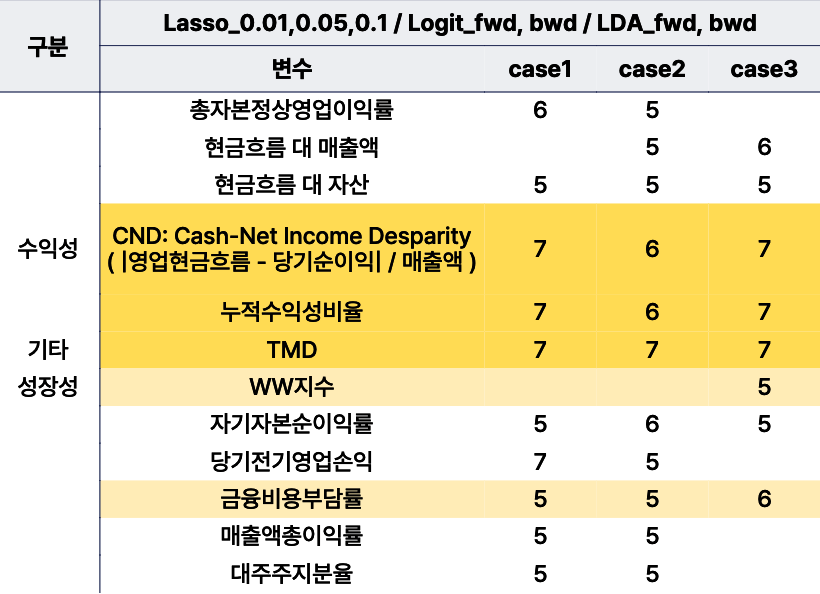 구분 Lasso_0.01,0.05,0.1 / Logit_fwd, bwd / LDA_fwd, bwd
변수 case1 case2 case3
총자본정상영업이익률 6 5
현금흐름 대 매출액 5 6
현금흐름 대 자산 5 5 5
수익성 CND: Cash-Net Income Desparity
( |영업현금흐름 - 당기순이익| / 매출액 ) 7 6 7
누적수익성비율 7 6 7
기타 TMD 7 7 7
성장성 WW지수 5
자기자본순이익률 5 6 5
당기전기영업손익 7 5
금융비용부담률 5 5 6
매출액총이익률 5 5
대주주지분율 5 5